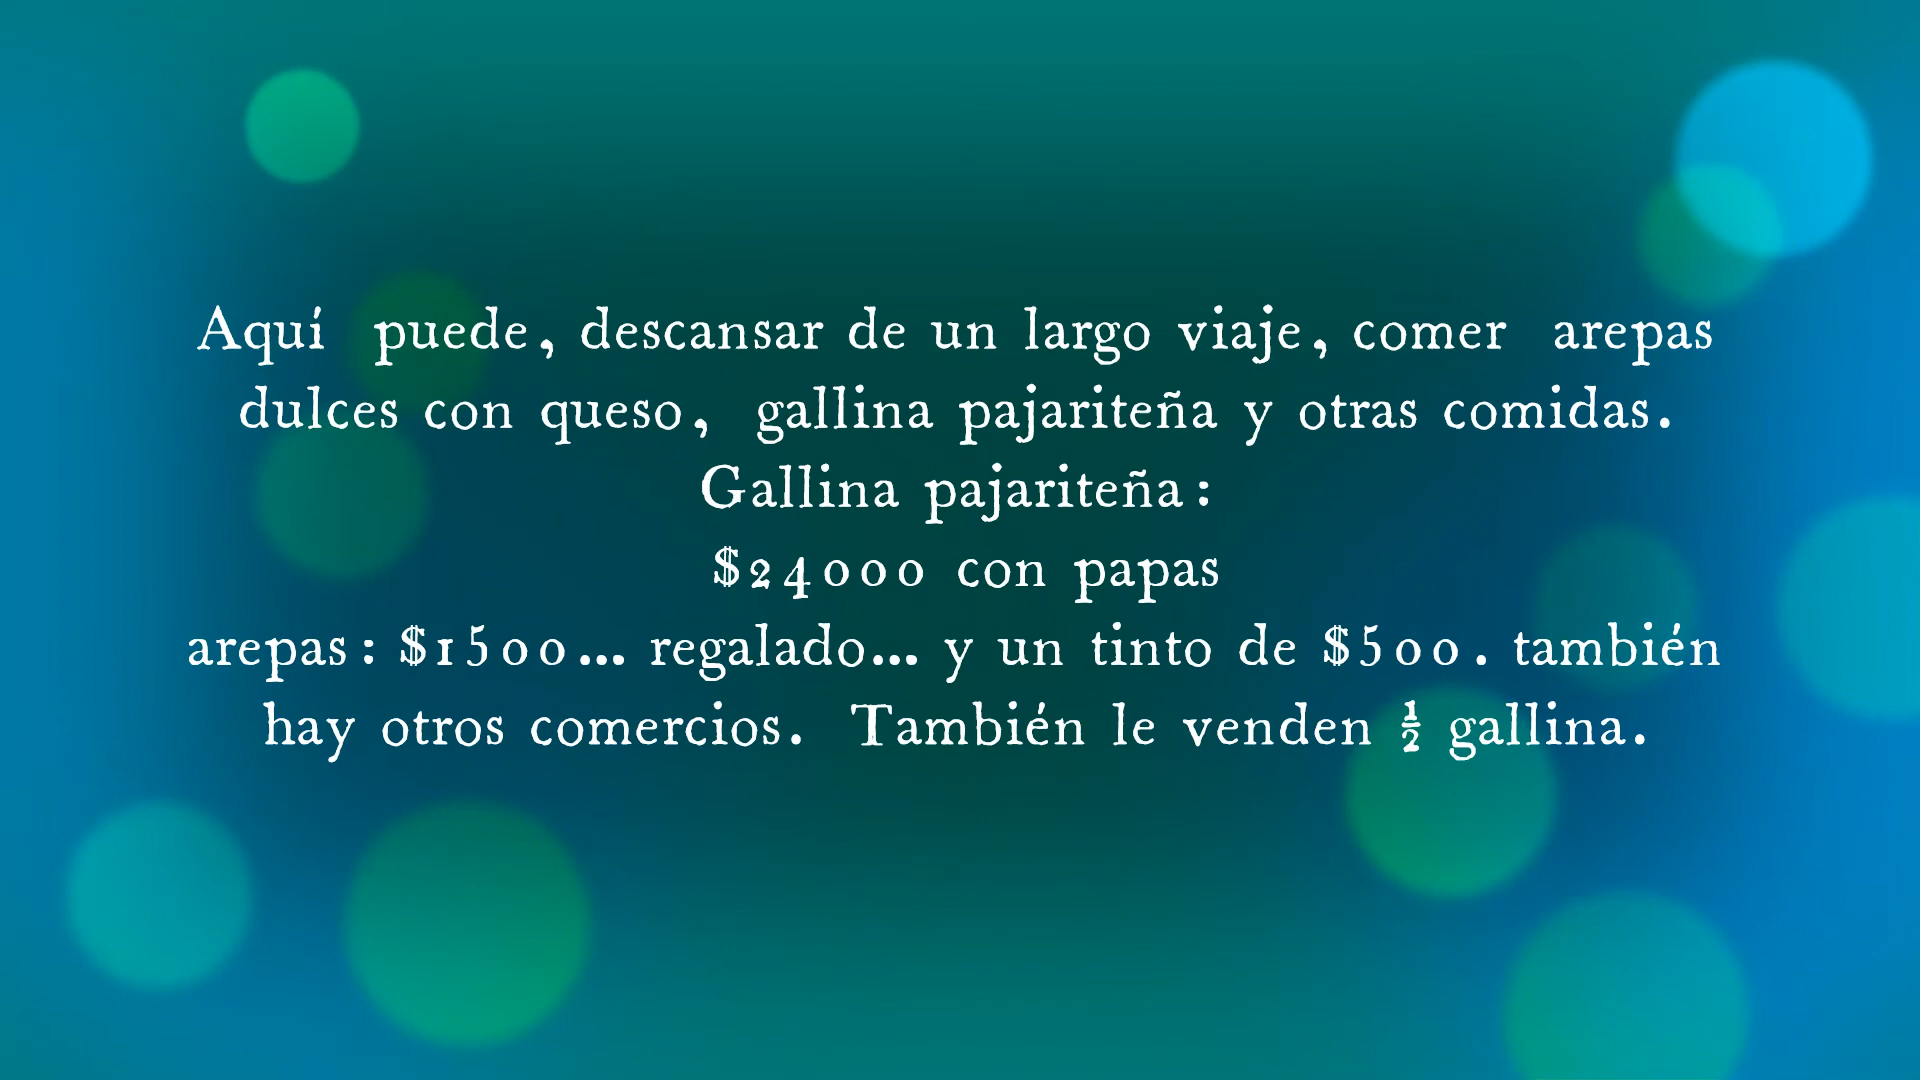 Aquí puede, descansar de un largo viaje, comer arepas
dulces con queso, gallina pajariteña y otras comidas.
Gallina pajariteña:
$24000 con papas
arepas: $1500... regalado... y un tinto de $500. también
hay otros comercios. También le venden ½ gallina.